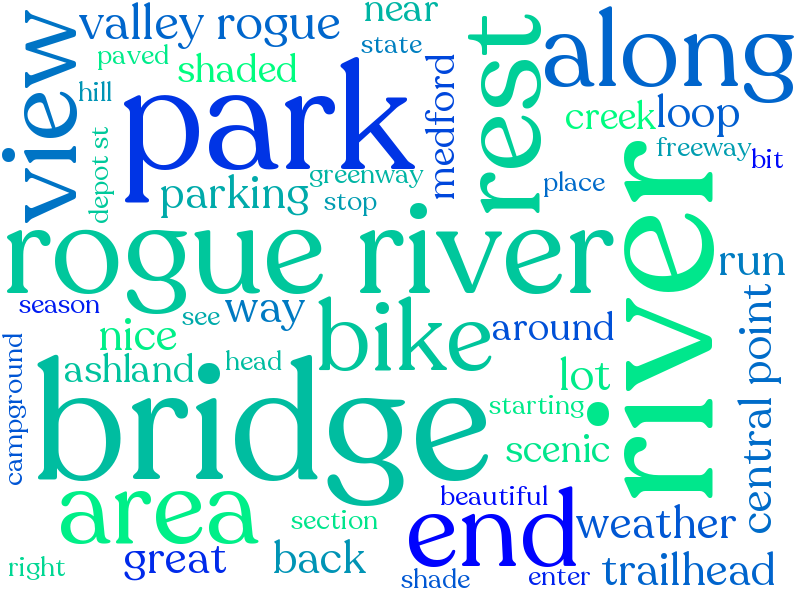 valley rogue
near
along
view
paved
shaded
state
rest
hill
park
medford
creek
loop
depot st
greenway
freeway
bit
parking
stop
place
rogue river
river
run
season
see
way
bike
around
nice
central point
campground
ashland
head
lot
bridge
starting
scenic
area
section
beautiful
end
weather
right
great
back
shade
enter
trailhead